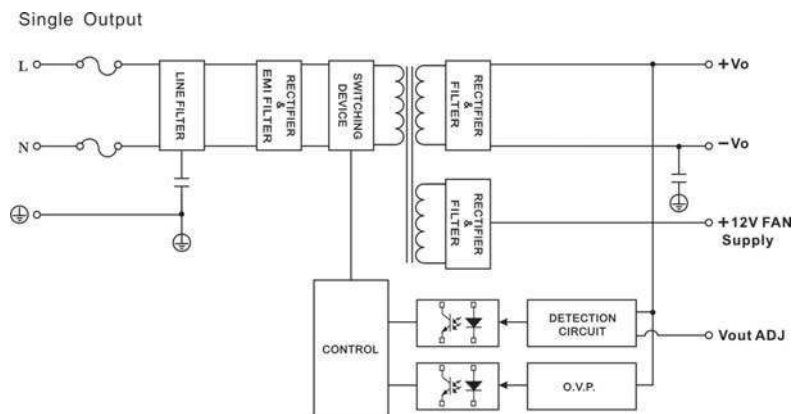 Single Output
L
LINE FILTER
RECTIFIER
&
EMI FILTER
SWITCHING
DEVICE
RECTIFIER
&
FILTER
+Vo
N
−Vo
RECTIFIER
&
FILTER
+12V FAN
Supply
CONTROL
DETECTION
CIRCUIT
Vout ADJ
O.V.P.